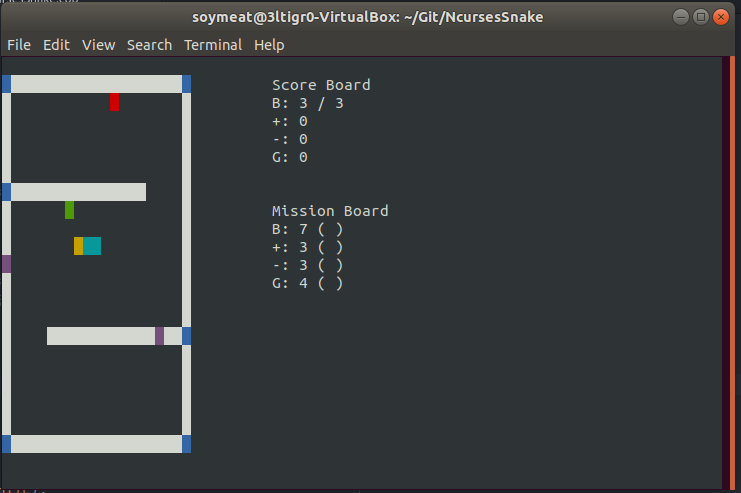 soymeat@3ltigr0-VirtualBox: ~/Git/NcursesSnake
File Edit View Search Terminal Help
Score Board
B: 3 / 3
+: 0
-: 0
G: 0
Mission Board
B: 7 ( )
+: 3 ( )
-: 3 ( )
G: 4 ( )